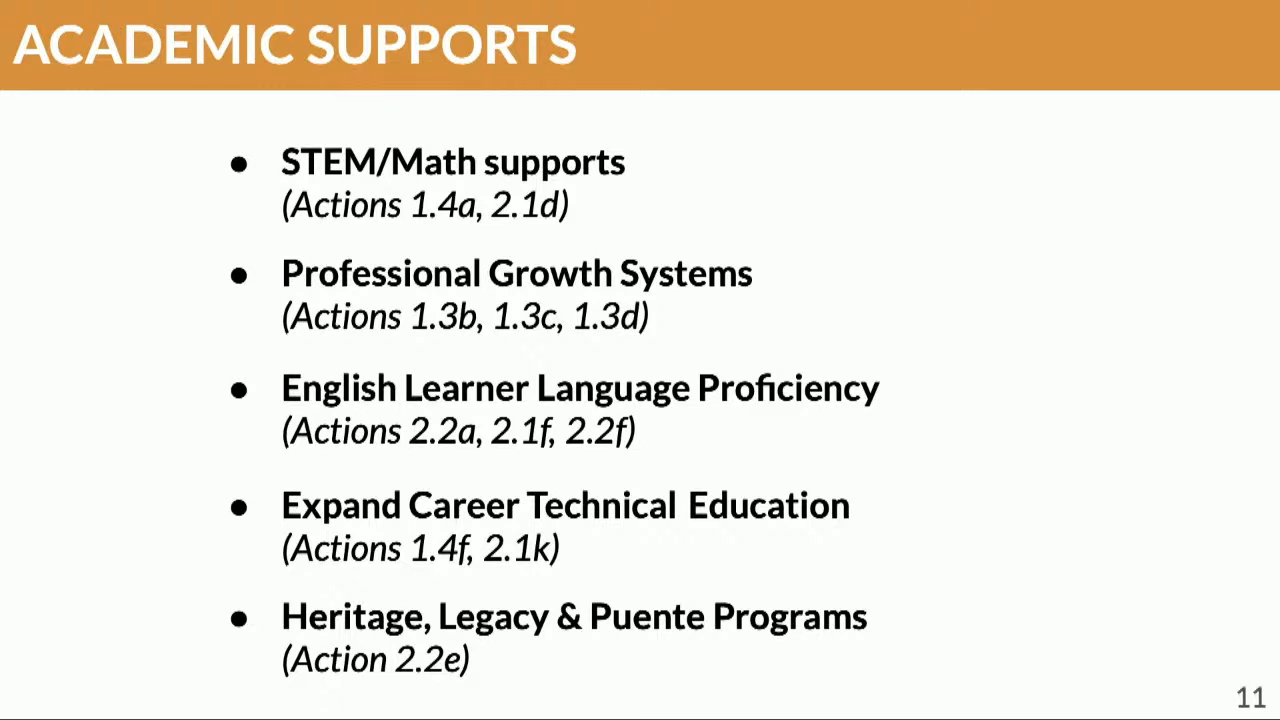 ACADEMIC SUPPORTS
● STEM/Math supports
(Actions 1.4a, 2.1d)
● Professional Growth Systems
(Actions 1.3b, 1.3c, 1.3d)
● English Learner Language Proficiency
(Actions 2.2a, 2.1f, 2.2f)
● Expand Career Technical Education
(Actions 1.4f, 2.1k)
● Heritage, Legacy & Puente Programs
(Action 2.2e)
11